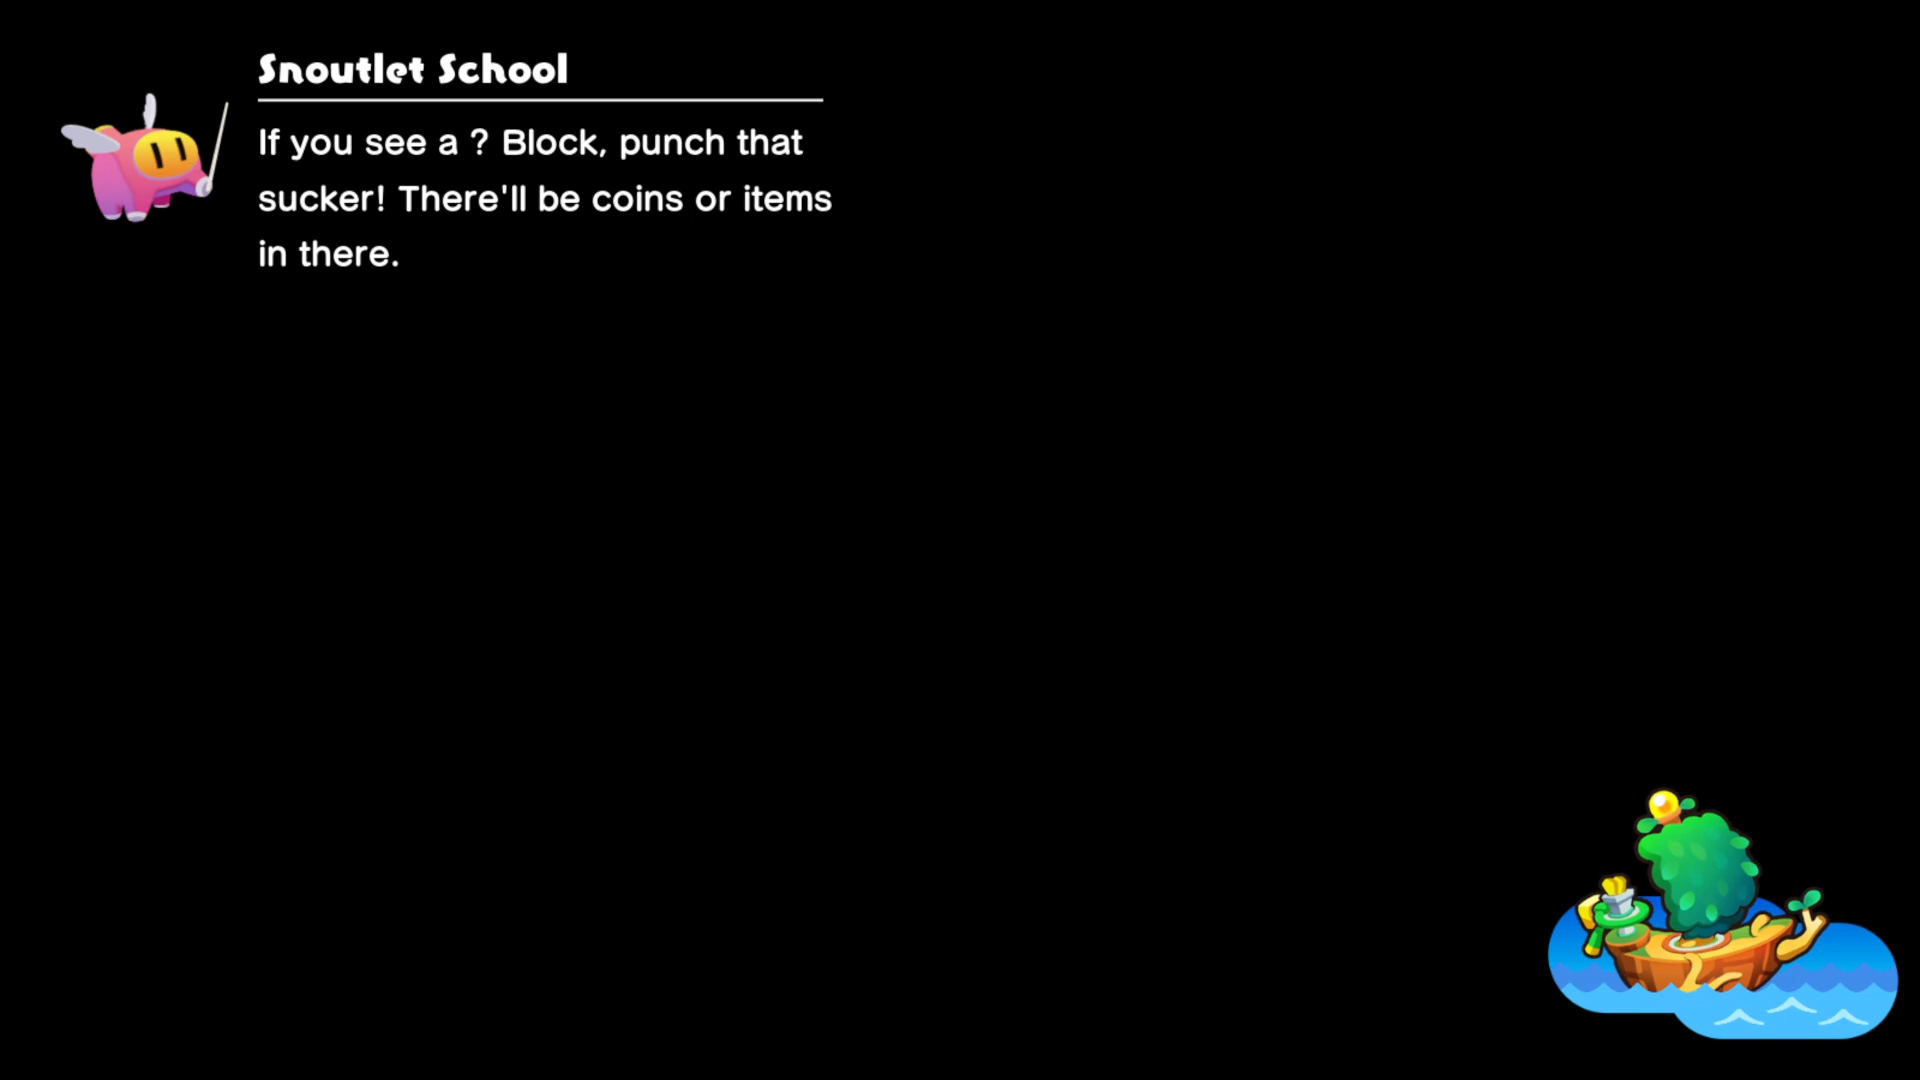 Snoutlet School
If you see a ? Block, punch that
sucker! There'll be coins or items
in there.